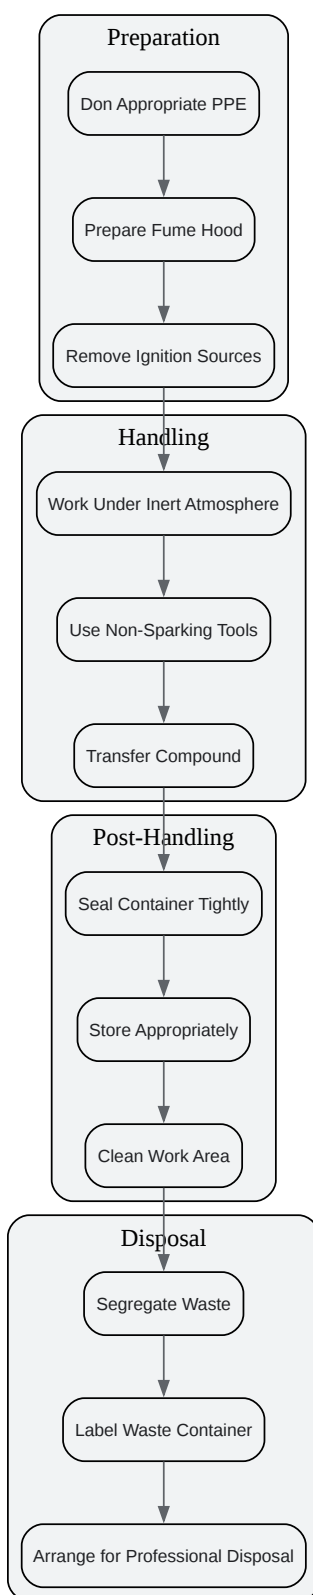 Preparation
Don Appropriate PPE
Prepare Fume Hood
Remove Ignition Sources
Handling
Work Under Inert Atmosphere
Use Non-Sparking Tools
Transfer Compound
Post-Handling
Seal Container Tightly
Store Appropriately
Clean Work Area
Disposal
Segregate Waste
Label Waste Container
Arrange for Professional Disposal